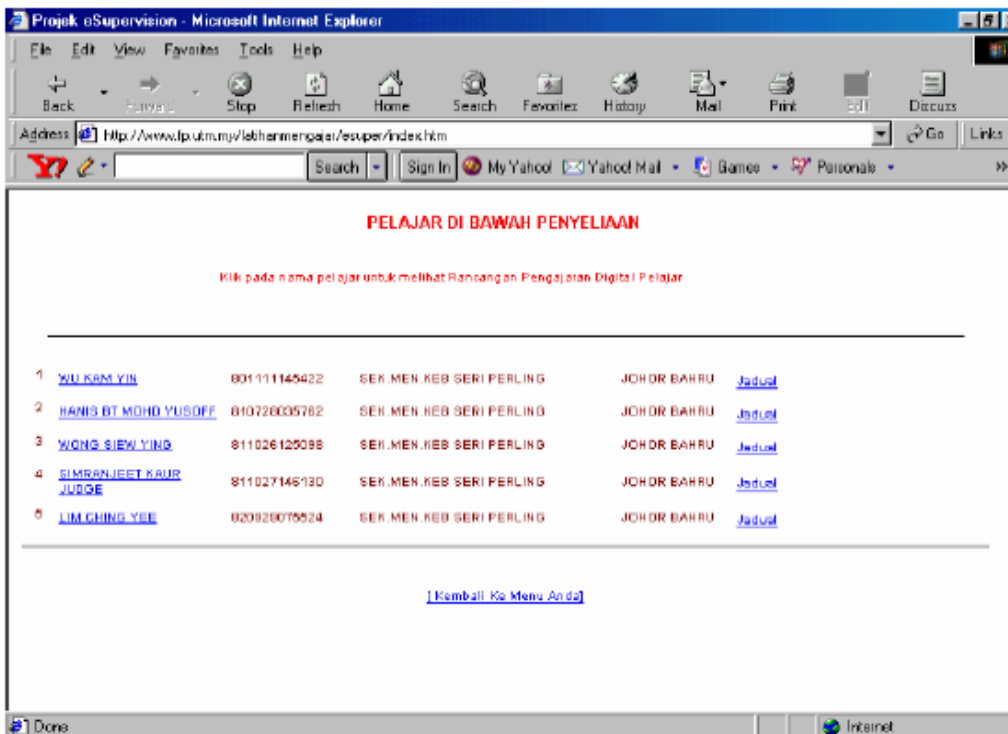 Projek eSupervision - Microsoft Internet Explorer
File Edit View Favorites Tools Help
Back Forward Stop Refresh Home Search Favorites History Mail Print Edit Discuss
Address http://www.fp.utm.my/latihanmengajar/esuper/index.htm Go Links
Y7 Search Sign In My Yahoo! Yahoo! Mail Games Personals »
PELAJAR DI BAWAH PENYELIAAN
Klik pada nama pelajar untuk melihat Rancangan Pengajaran Digital Pelajar
1 WU KAM YIN 801111145422 SEK.MEN.KEB SERI PERLING JOHOR BAHRU Jadual
2 HANIS BT MOHD YUSOFF 810728035762 SEK.MEN.KEB SERI PERLING JOHOR BAHRU Jadual
3 WONG SIEW YING 811026125098 SEK.MEN.KEB SERI PERLING JOHOR BAHRU Jadual
4 SIMRANJEET KAUR JUDGE 811027146130 SEK.MEN.KEB SERI PERLING JOHOR BAHRU Jadual
5 LIM CHING YEE 820828075524 SEK.MEN.KEB SERI PERLING JOHOR BAHRU Jadual
[ Kembali Ke Menu Anda]
Done Internet